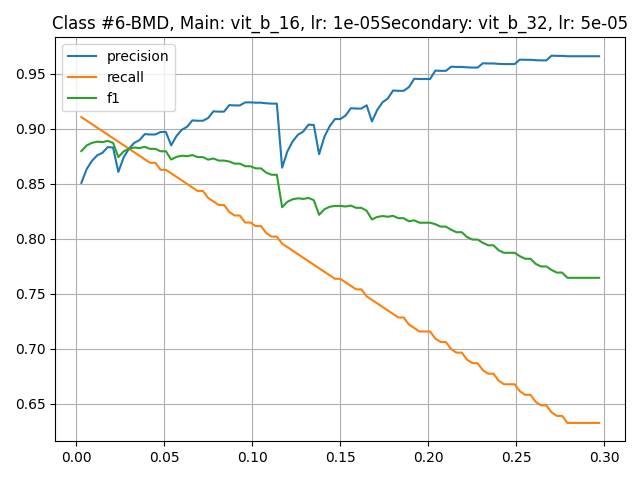 Class #6-BMD, Main: vit_b_16, lr: 1e-05Secondary: vit_b_32, lr: 5e-05
precision
recall
f1
0.95
0.90
0.85
0.80
0.75
0.70
0.65
0.00 0.05 0.10 0.15 0.20 0.25 0.30